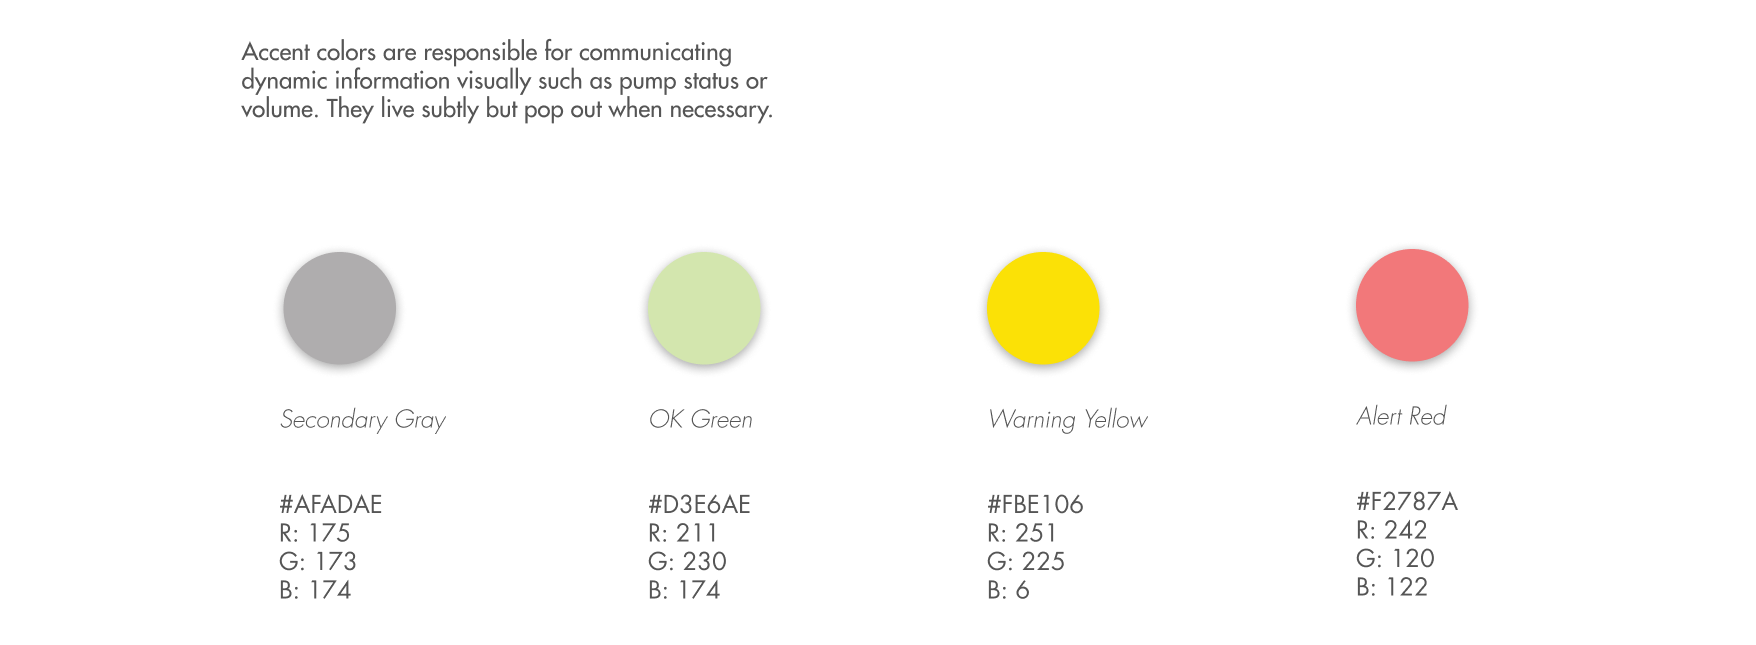 Accent colors are responsible for communicating
dynamic information visually such as pump status or
volume. They live subtly but pop out when necessary.
Secondary Gray
#AFADAE
R: 175
G: 173
B: 174
OK Green
#D3E6AE
R: 211
G: 230
B: 174
Warning Yellow
#FBE106
R: 251
G: 225
B: 6
Alert Red
#F2787A
R: 242
G: 120
B: 122